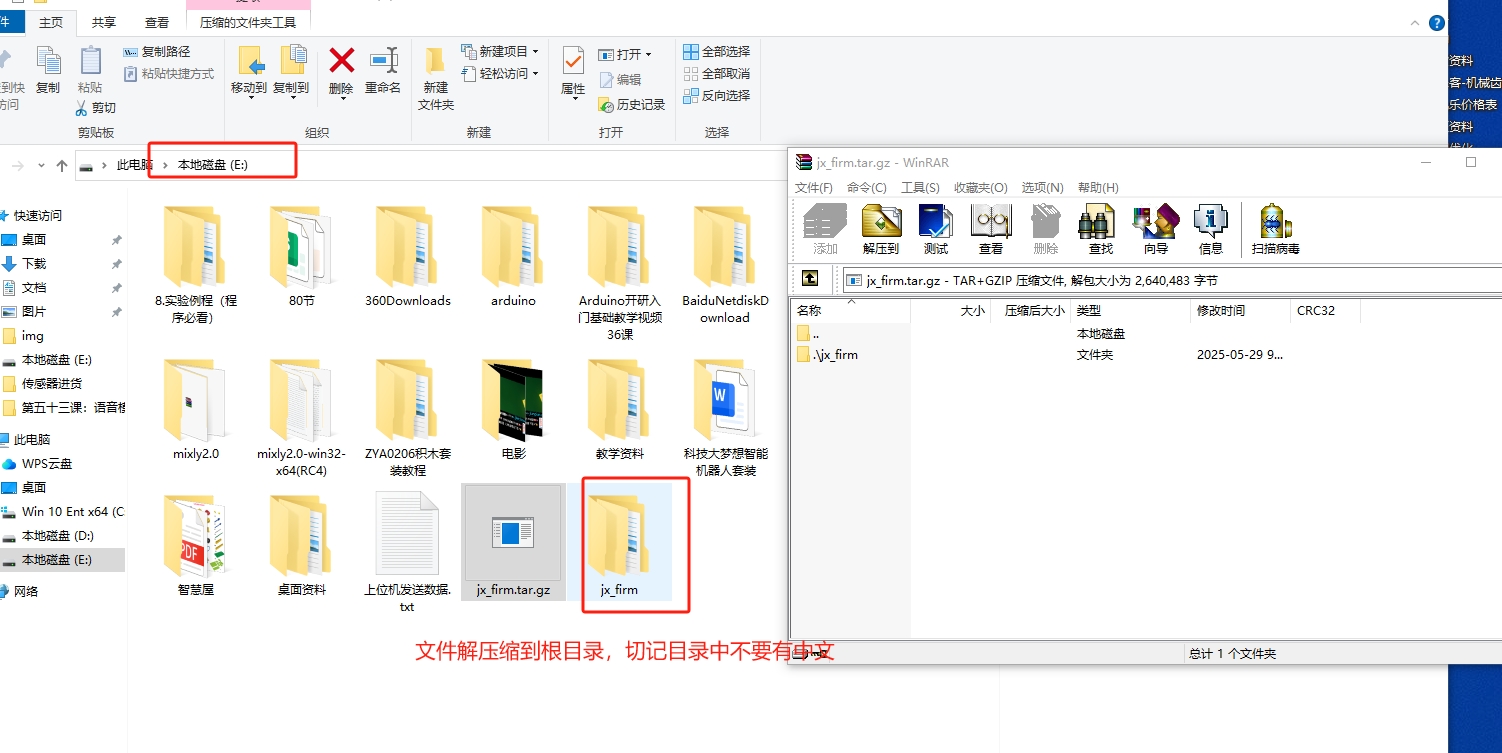 件
主页
共享
查看
压缩的文件夹工具
复制
粘贴
复制路径
粘贴快捷方式
剪切
剪贴板
移动到
复制到
删除
重命名
组织
新建
文件夹
新建项目
轻松访问
新建
属性
打开
编辑
历史记录
打开
全部选择
全部取消
反向选择
选择
此电脑
本地磁盘 (E:)
快速访问
桌面
下载
文档
图片
img
本地磁盘 (E:)
传感器进货
此电脑
WPS云盘
桌面
Win 10 Ent x64 (C
本地磁盘 (D:)
本地磁盘 (E:)
网络
8.实验例程（程
序必看）
80节
360Downloads
arduino
Arduino开研入
门基础教学视频
36课
BaiduNetdiskD
ownload
mixly2.0
mixly2.0-win32-
x64(RC4)
ZYA0206积木套
装教程
电影
教学资料
科技大梦想智能
机器人套装
智慧屋
桌面资料
上位机发送数据.
txt
jx_firm.tar.gz
jx_firm
文件解压缩到根目录，切记目录中不要有中文
jx_firm.tar.gz - WinRAR
文件(F)
命令(C)
工具(S)
收藏夹(O)
选项(N)
帮助(H)
添加
解压到
测试
查看
删除
查找
向导
信息
扫描病毒
jx_firm.tar.gz - TAR+GZIP 压缩文件, 解包大小为 2,640,483 字节
名称
大小
压缩后大小
类型
修改时间
CRC32
..
本地磁盘
.\jx_firm
文件夹
2025-05-29 9...
总计 1 个文件夹
资料
客-机械齿
乐价格表
资料